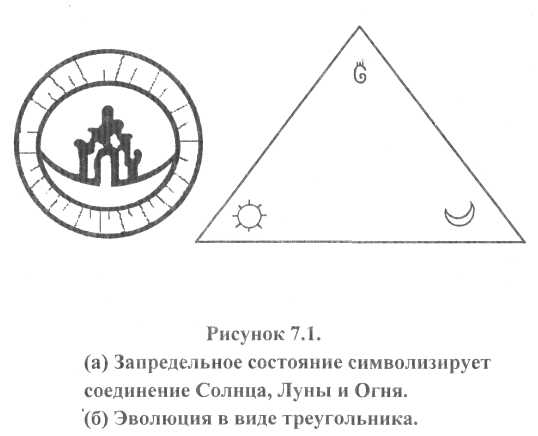 Рисунок 7.1.
(а) Запредельное состояние символизирует
соединение Солнца, Луны и Огня.
(б) Эволюция в виде треугольника.